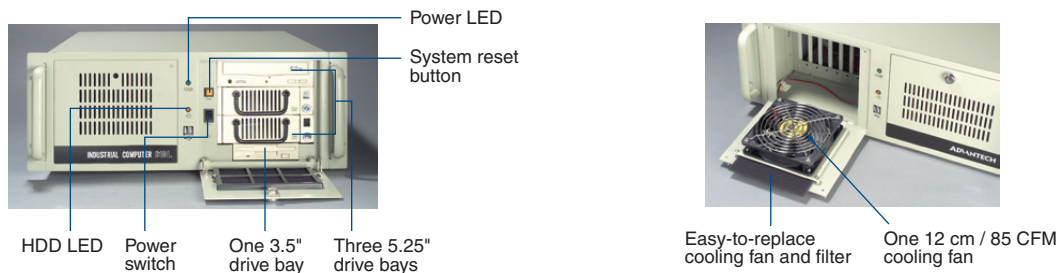 Power LED
System reset
button
INDUSTRIAL COMPUTER 610L
HDD LED
Power
switch
One 3.5"
drive bay
Three 5.25"
drive bays
ADVANTECH
Easy-to-replace
cooling fan and filter
One 12 cm / 85 CFM
cooling fan